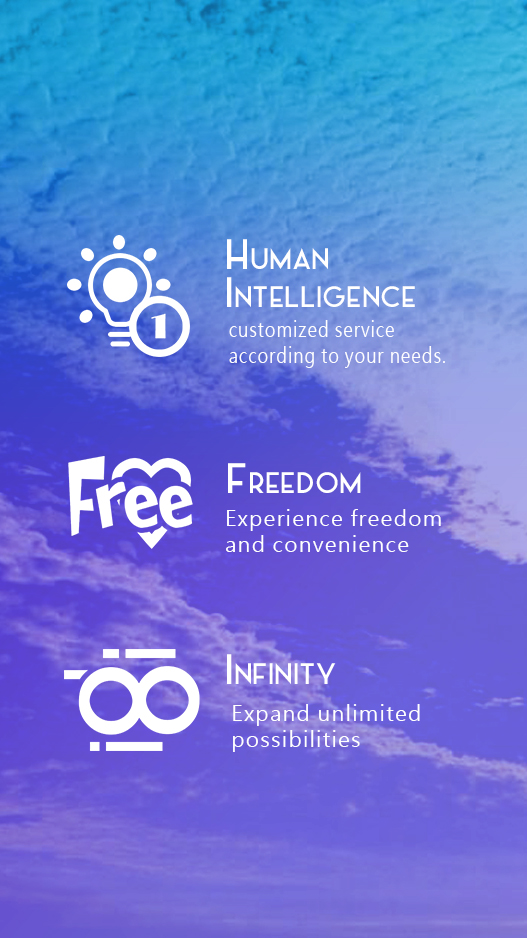 HUMAN
INTELLIGENCE
customized service
according to your needs.
1
Free
FREEDOM
Experience freedom
and convenience
INFINITY
Expand unlimited
possibilities